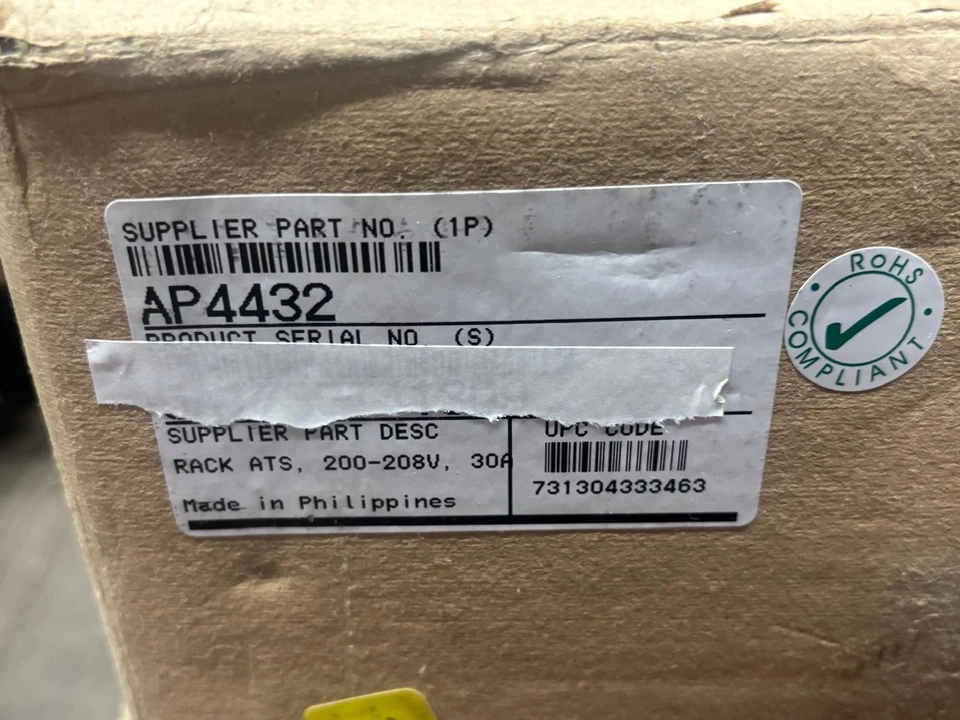 SUPPLIER PART NO. (1P)
AP4432
PRODUCT SERIAL NO. (S)
SUPPLIER PART DESC
RACK ATS, 200-208V, 30A
Made in Philippines
UPC CODE
731304333463
ROHS
COMPLIANT